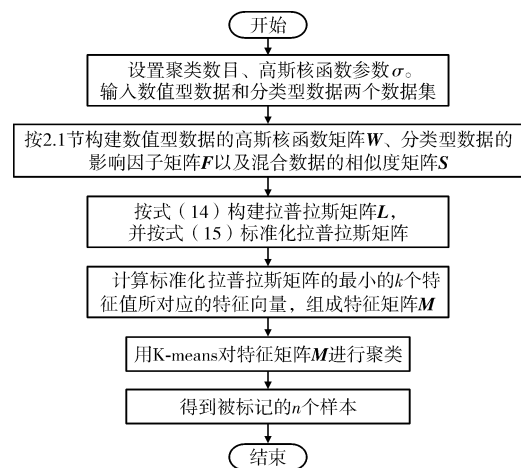 开始
设置聚类数目、高斯核函数参数σ。
输入数值型数据和分类型数据两个数据集
按2.1节构建数值型数据的高斯核函数矩阵W、分类型数据的
影响因子矩阵F以及混合数据的相似度矩阵S
按式（14）构建拉普拉斯矩阵L，
并按式（15）标准化拉普拉斯矩阵
计算标准化拉普拉斯矩阵的最小的k个特
征值所对应的特征向量，组成特征矩阵M
用K-means对特征矩阵M进行聚类
得到被标记的n个样本
结束